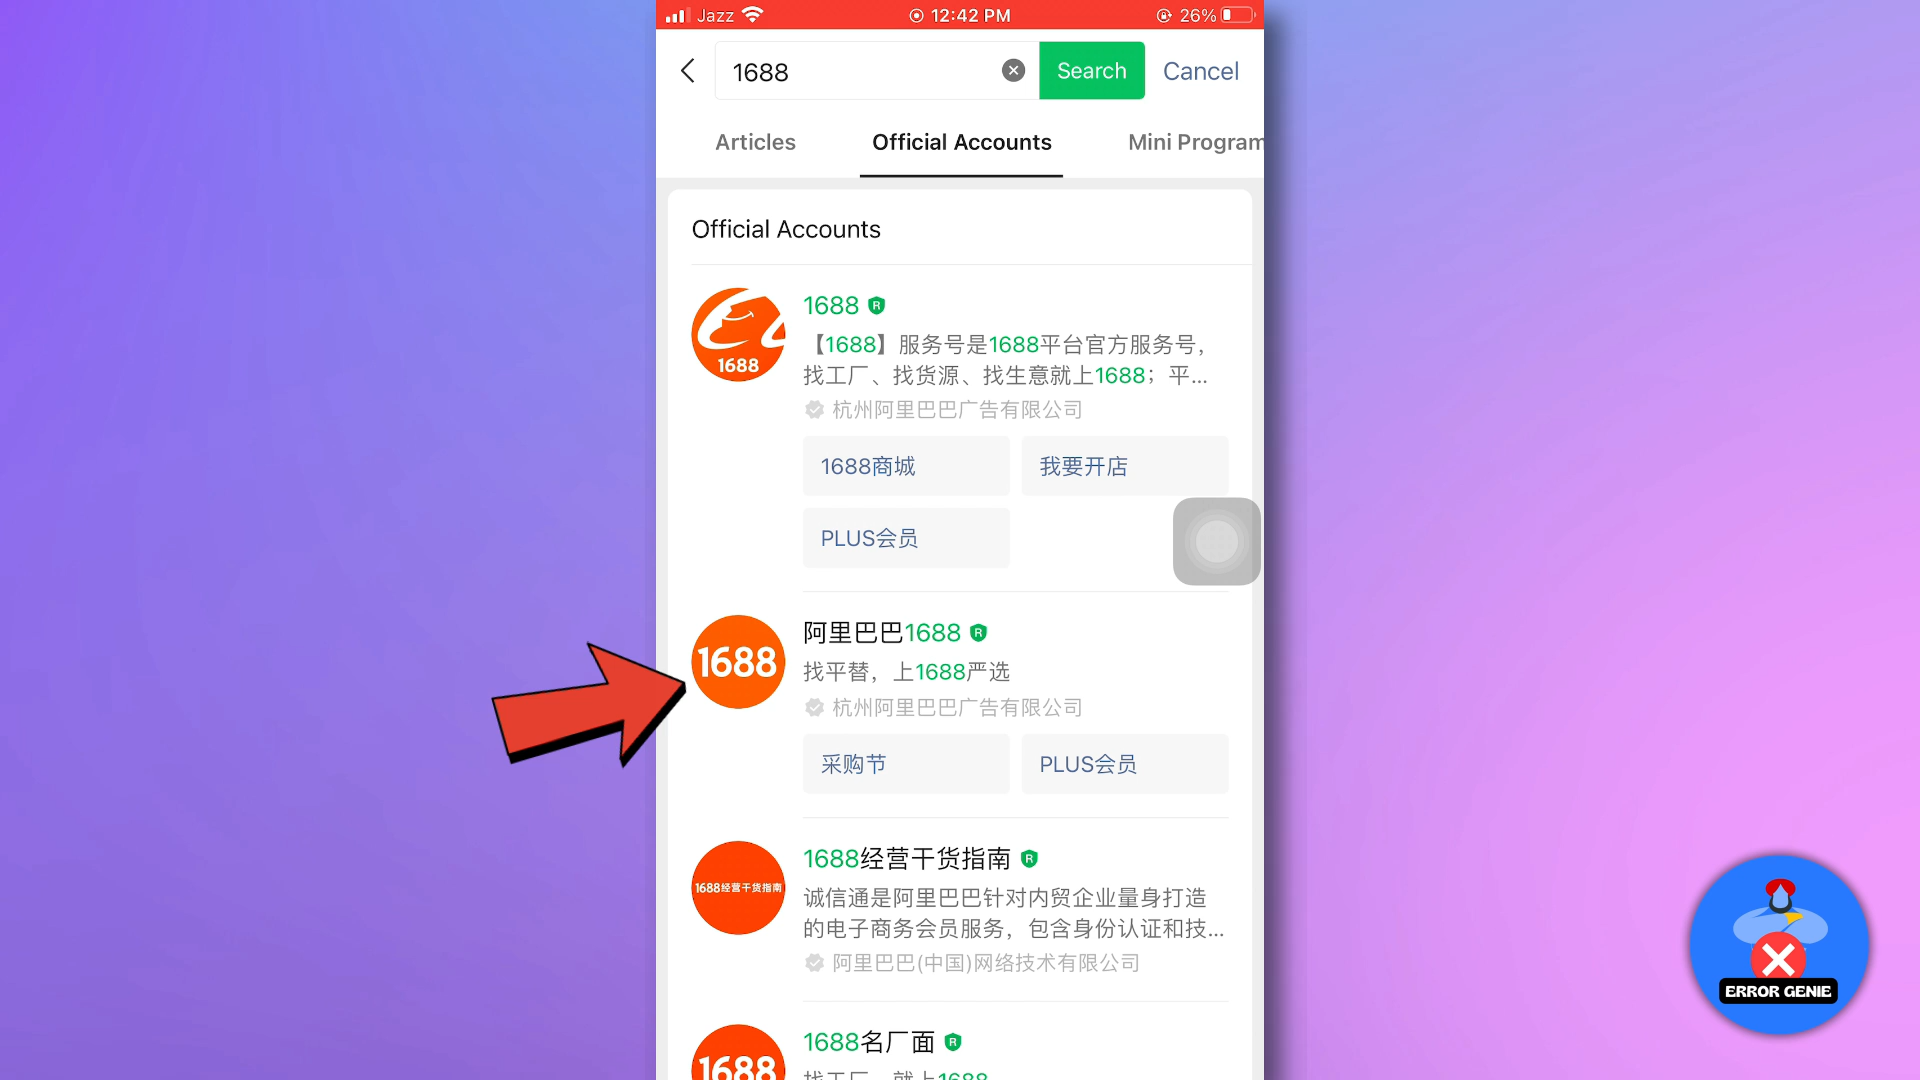 Jazz 12:42 PM 26%
1688 Search Cancel
Articles Official Accounts Mini Program
Official Accounts
1688
1688
【1688】服务号是1688平台官方服务号，
找工厂、找货源、找生意就上1688；平...
杭州阿里巴巴广告有限公司
1688商城 我要开店
PLUS会员
1688
阿里巴巴1688
找平替，上1688严选
杭州阿里巴巴广告有限公司
采购节 PLUS会员
1688经营干货指南
1688经营干货指南
诚信通是阿里巴巴针对内贸企业量身打造
的电子商务会员服务，包含身份认证和技...
阿里巴巴(中国)网络技术有限公司
1688
1688名厂面
找工厂，就上1688
ERROR GENIE